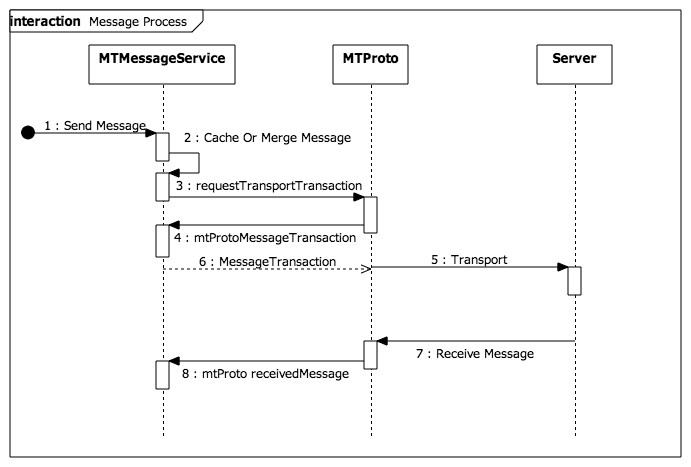 interaction Message Process
MTMessageService MTProto Server
1 : Send Message
2 : Cache Or Merge Message
3 : requestTransportTransaction
4 : mtProtoMessageTransaction
6 : MessageTransaction
5 : Transport
7 : Receive Message
8 : mtProto receivedMessage